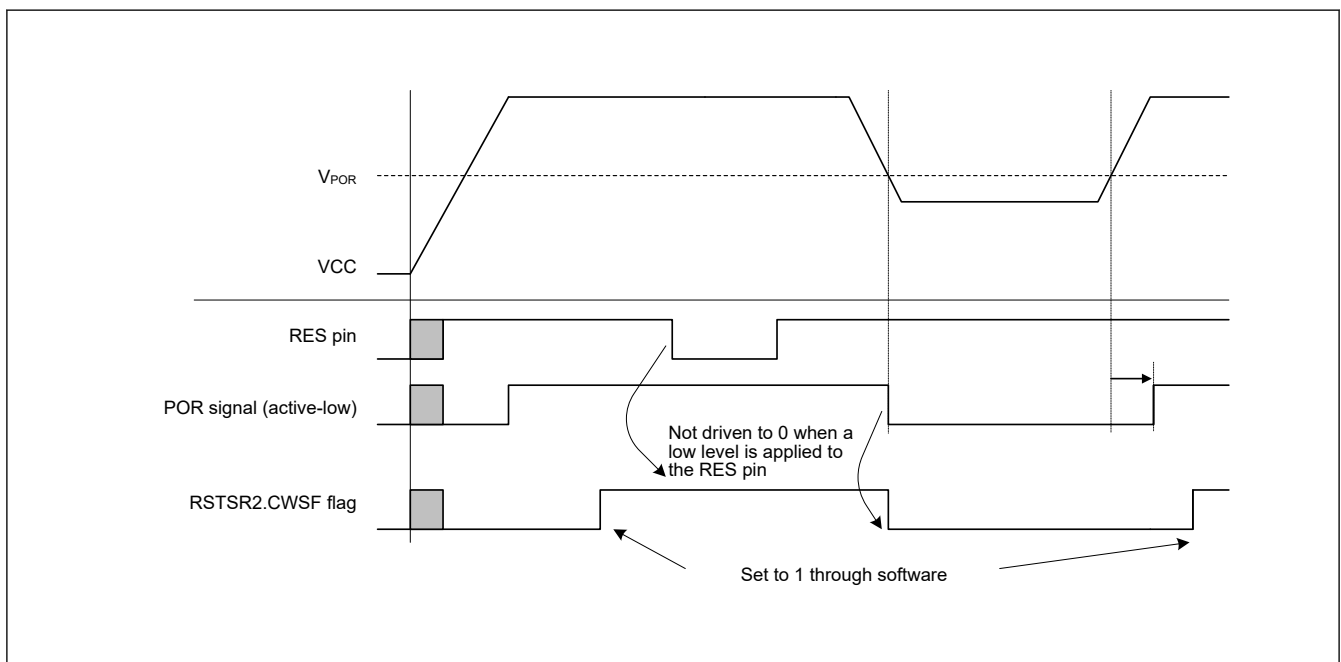 VPOR
VCC
RES pin
POR signal (active-low)
Not driven to 0 when a
low level is applied to
the RES pin
RSTSR2.CWSF flag
Set to 1 through software